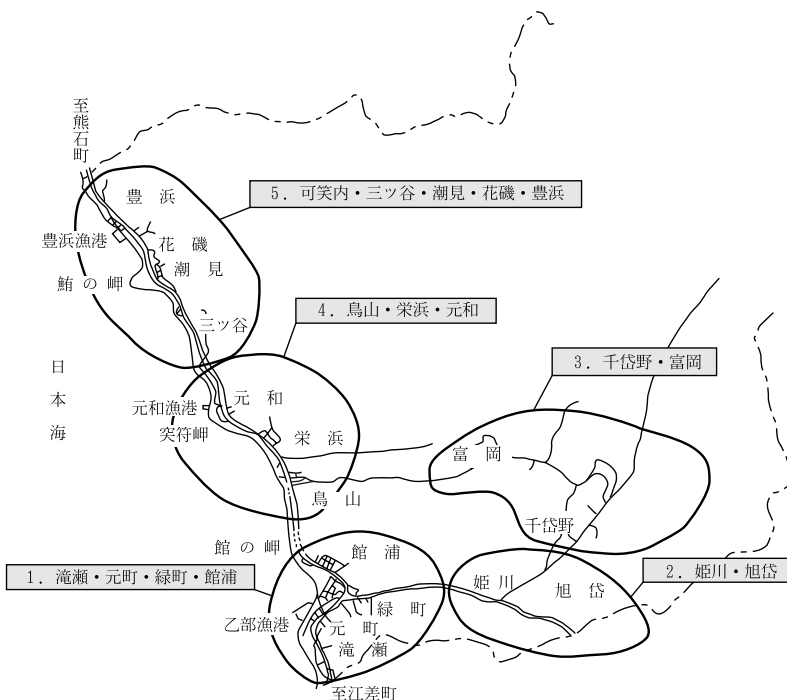 至熊石町
豊浜
5. 可笑内・三ツ谷・潮見・花磯・豊浜
豊浜漁港
花磯
潮見
鮪の岬
三ツ谷
4. 鳥山・栄浜・元和
日本海
元和
元和漁港
突符岬
栄浜
3. 千岱野・富岡
富岡
鳥山
千岱野
館の岬
館浦
1. 滝瀬・元町・緑町・館浦
姫川
旭岱
2. 姫川・旭岱
緑町
乙部漁港
元町
滝瀬
至江差町